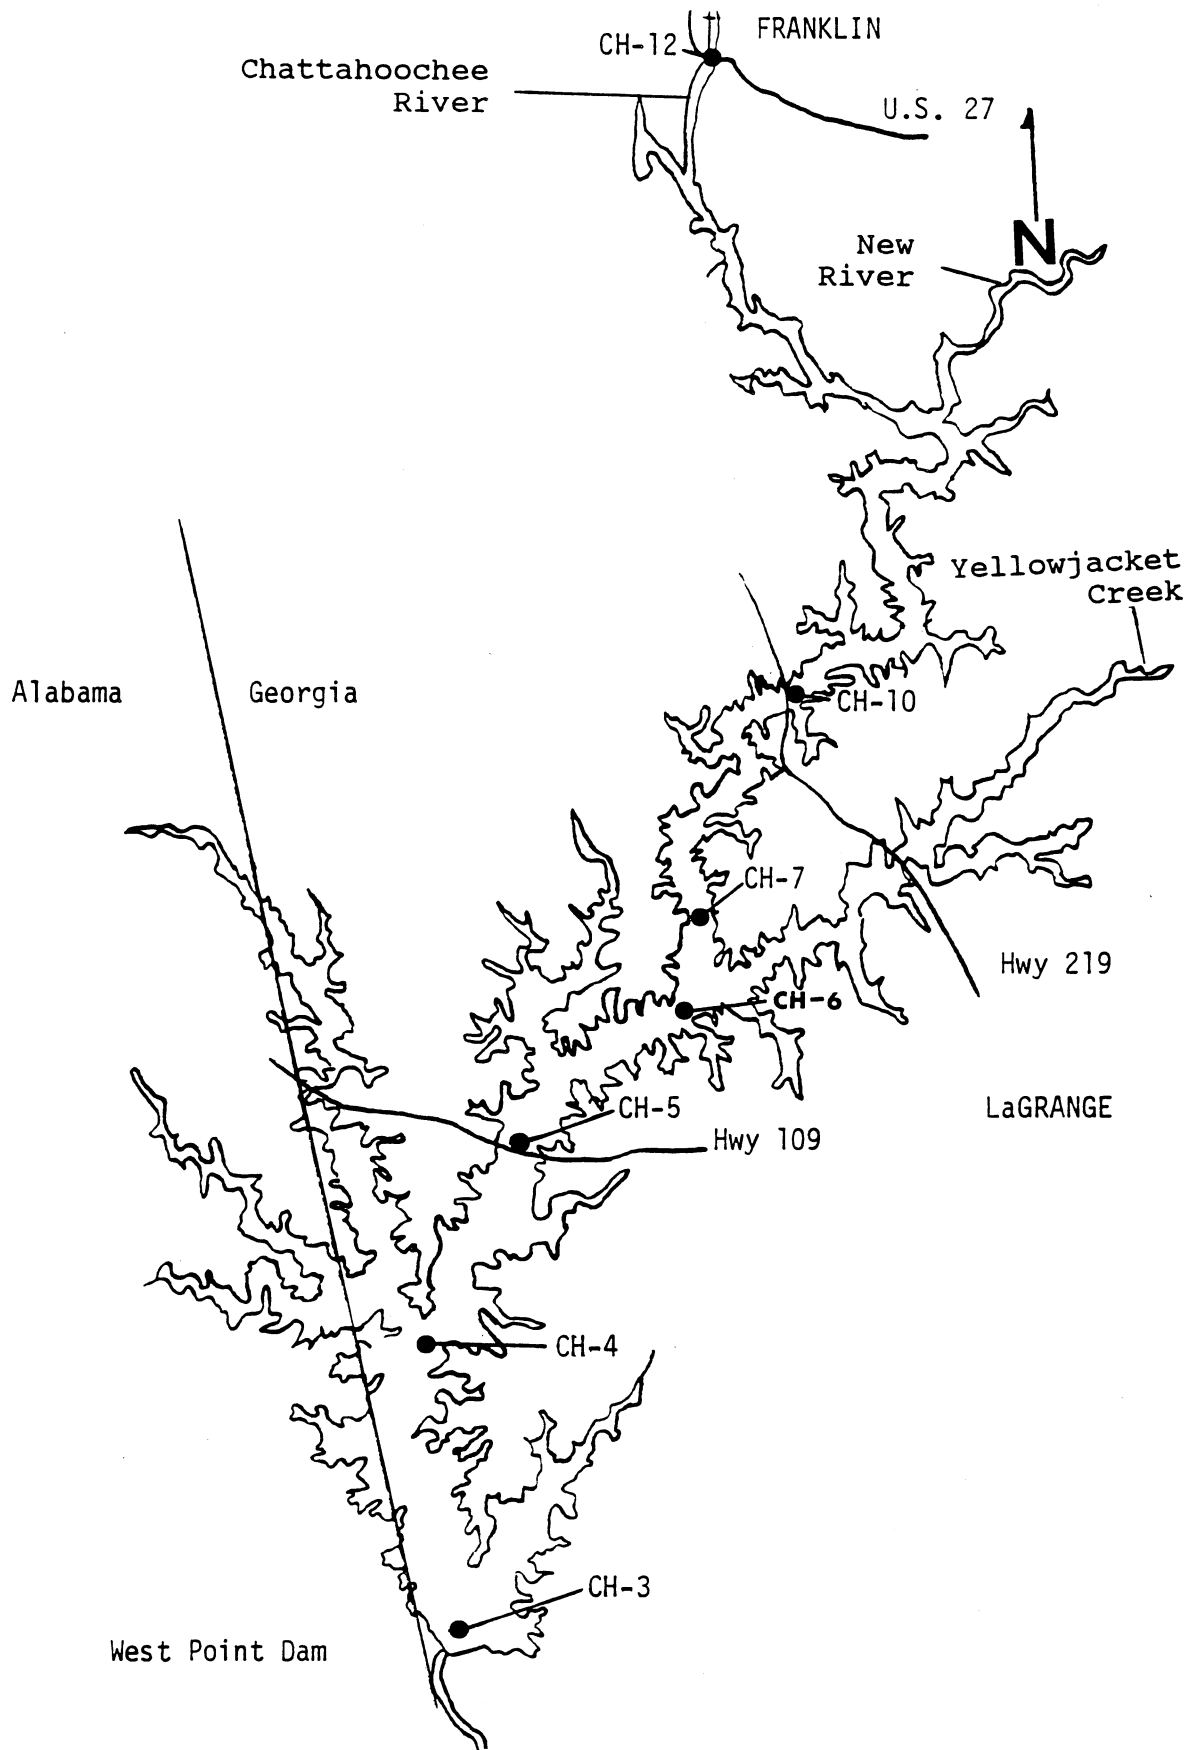 FRANKLIN
CH-12
Chattahoochee
River
U.S. 27
N
New
River
Yellowjacket
Creek
Alabama
Georgia
CH-10
CH-7
Hwy 219
CH-6
LaGRANGE
CH-5
Hwy 109
CH-4
CH-3
West Point Dam